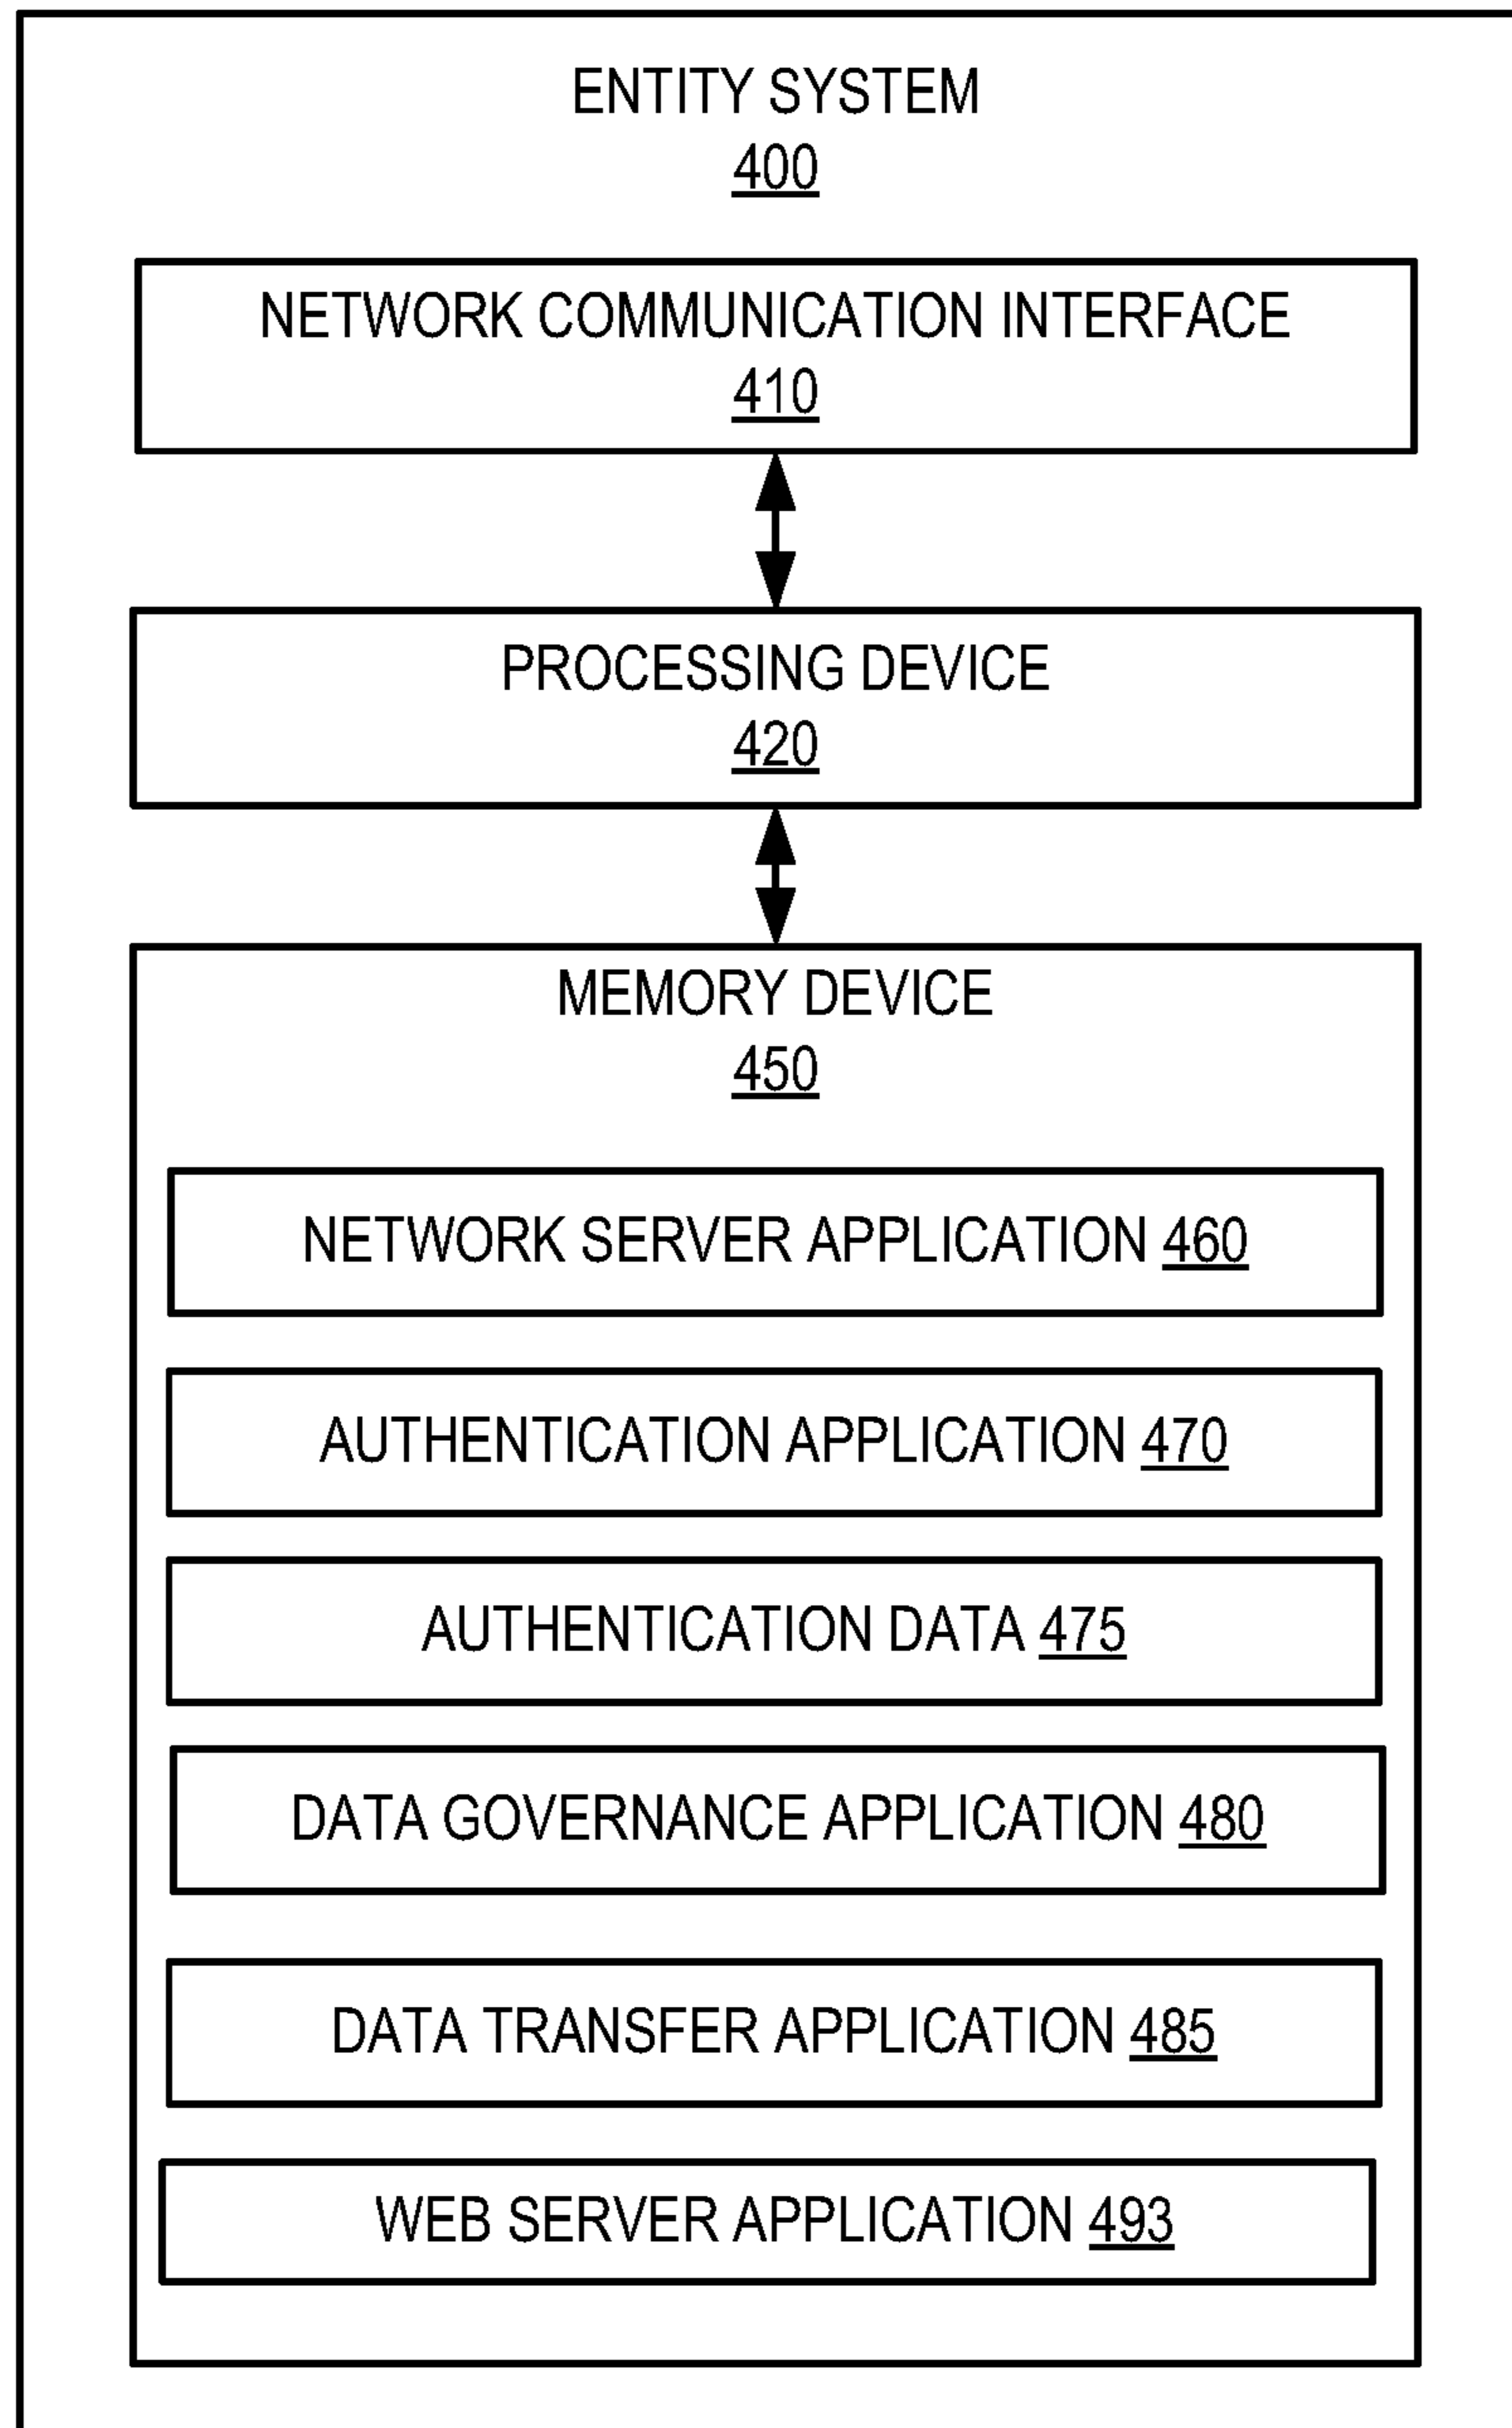 ENTITY SYSTEM
400
NETWORK COMMUNICATION INTERFACE
410
PROCESSING DEVICE
420
MEMORY DEVICE
450
NETWORK SERVER APPLICATION 460
AUTHENTICATION APPLICATION 470
AUTHENTICATION DATA 475
DATA GOVERNANCE APPLICATION 480
DATA TRANSFER APPLICATION 485
WEB SERVER APPLICATION 493